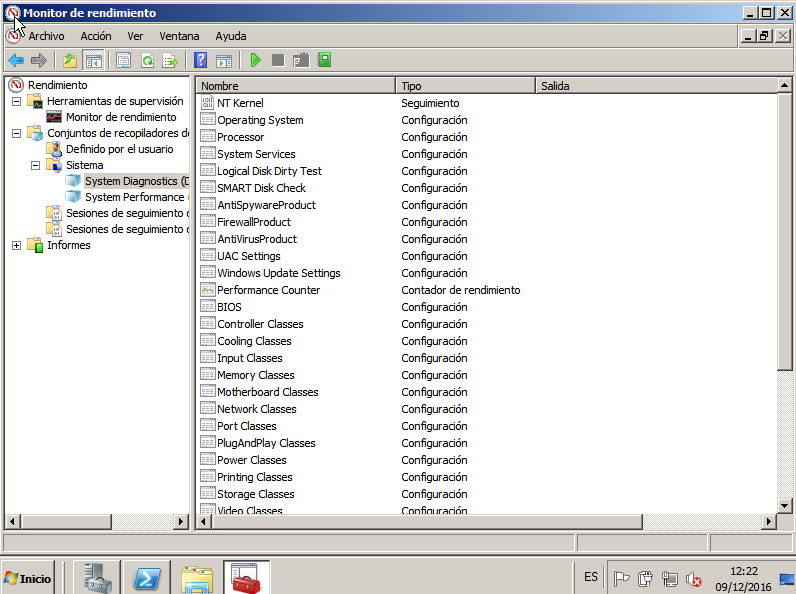 Monitor de rendimiento
Archivo Acción Ver Ventana Ayuda
Rendimiento
Herramientas de supervisión
Monitor de rendimiento
Conjuntos de recopiladores d
Definido por el usuario
Sistema
System Diagnostics (D
System Performance (
Sesiones de seguimiento d
Sesiones de seguimiento d
Informes
Nombre Tipo Salida
NT Kernel Seguimiento
Operating System Configuración
Processor Configuración
System Services Configuración
Logical Disk Dirty Test Configuración
SMART Disk Check Configuración
AntiSpywareProduct Configuración
FirewallProduct Configuración
AntiVirusProduct Configuración
UAC Settings Configuración
Windows Update Settings Configuración
Performance Counter Contador de rendimiento
BIOS Configuración
Controller Classes Configuración
Cooling Classes Configuración
Input Classes Configuración
Memory Classes Configuración
Motherboard Classes Configuración
Network Classes Configuración
Port Classes Configuración
PlugAndPlay Classes Configuración
Power Classes Configuración
Printing Classes Configuración
Storage Classes Configuración
Video Classes Configuración
Inicio
ES
12:22
09/12/2016